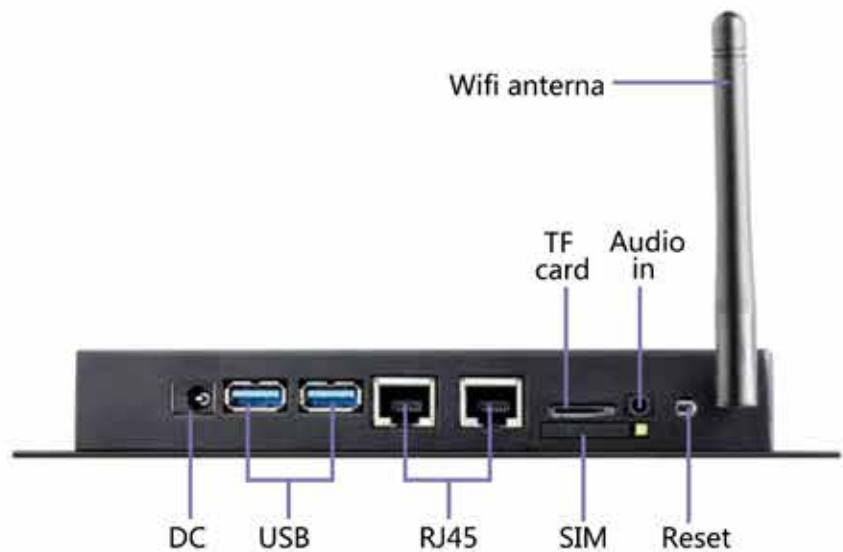 Wifi anterna
TF
card
Audio
in
DC
USB
RJ45
SIM
Reset